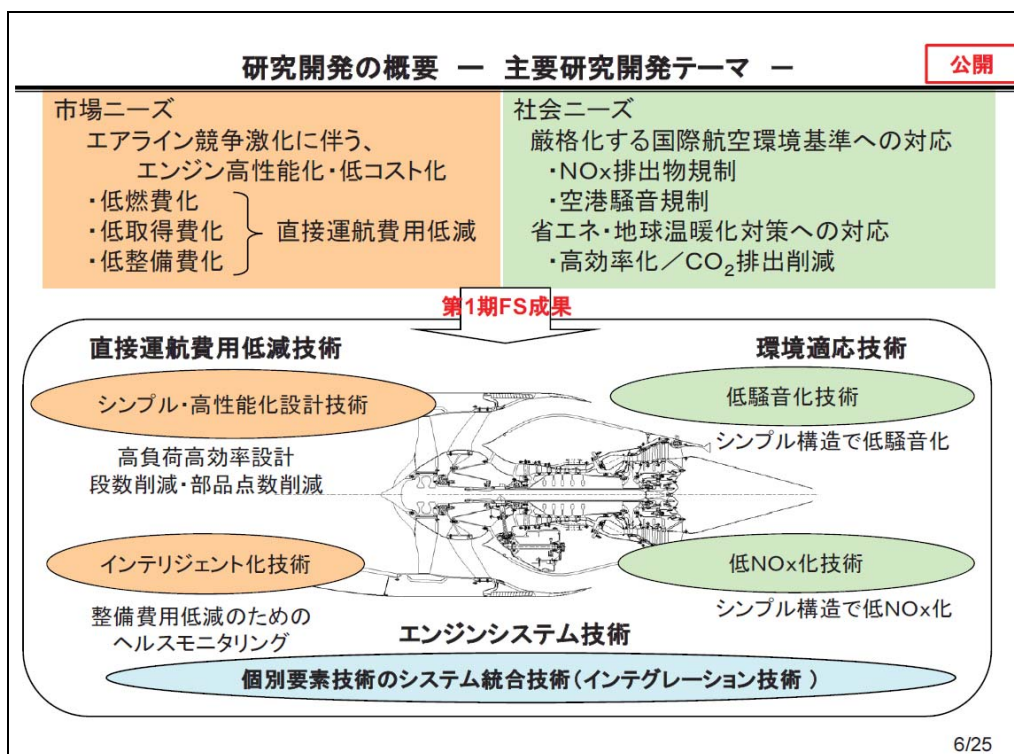 研究開発の概要 － 主要研究開発テーマ －
公開
市場ニーズ
エアライン競争激化に伴う、
エンジン高性能化・低コスト化
・低燃費化
・低取得費化
・低整備費化
直接運航費用低減
社会ニーズ
厳格化する国際航空環境基準への対応
・NOx排出物規制
・空港騒音規制
省エネ・地球温暖化対策への対応
・高効率化／CO2排出削減
第1期FS成果
直接運航費用低減技術
シンプル・高性能化設計技術
高負荷高効率設計
段数削減・部品点数削減
インテリジェント化技術
整備費用低減のための
ヘルスモニタリング
環境適応技術
低騒音化技術
シンプル構造で低騒音化
低NOx化技術
シンプル構造で低NOx化
エンジンシステム技術
個別要素技術のシステム統合技術（インテグレーション技術 ）
6/25